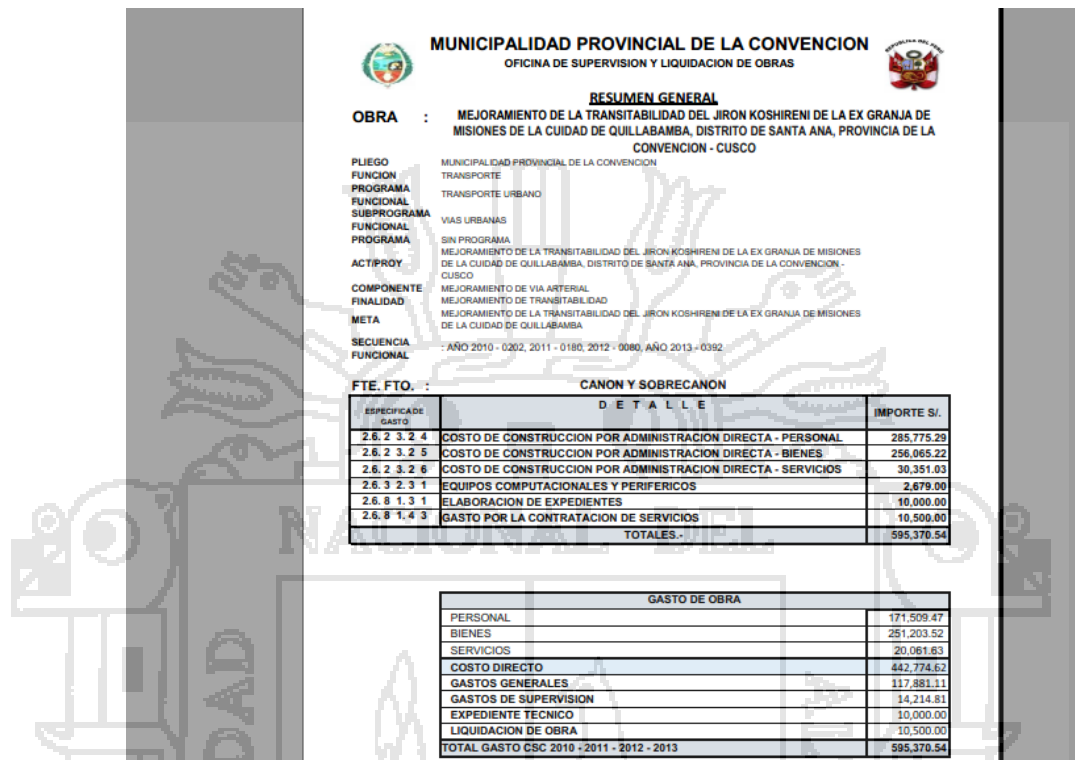 MUNICIPALIDAD PROVINCIAL DE LA CONVENCION
OFICINA DE SUPERVISION Y LIQUIDACION DE OBRAS
REPUBLICA DEL PERU
RESUMEN GENERAL
OBRA : MEJORAMIENTO DE LA TRANSITABILIDAD DEL JIRON KOSHIRENI DE LA EX GRANJA DE
MISIONES DE LA CUIDAD DE QUILLABAMBA, DISTRITO DE SANTA ANA, PROVINCIA DE LA
CONVENCION - CUSCO
PLIEGO MUNICIPALIDAD PROVINCIAL DE LA CONVENCION
FUNCION TRANSPORTE
PROGRAMA
FUNCIONAL TRANSPORTE URBANO
SUBPROGRAMA
FUNCIONAL VIAS URBANAS
PROGRAMA SIN PROGRAMA
ACT/PROY MEJORAMIENTO DE LA TRANSITABILIDAD DEL JIRON KOSHIRENI DE LA EX GRANJA DE MISIONES
DE LA CUIDAD DE QUILLABAMBA, DISTRITO DE SANTA ANA, PROVINCIA DE LA CONVENCION -
CUSCO
COMPONENTE MEJORAMIENTO DE VIA ARTERIAL
FINALIDAD MEJORAMIENTO DE TRANSITABILIDAD
META MEJORAMIENTO DE LA TRANSITABILIDAD DEL JIRON KOSHIRENI DE LA EX GRANJA DE MISIONES
DE LA CUIDAD DE QUILLABAMBA
SECUENCIA
FUNCIONAL : AÑO 2010 - 0202, 2011 - 0180, 2012 - 0080, AÑO 2013 - 0392
FTE. FTO. : CANON Y SOBRECANON
ESPECIFICA DE
GASTO D E T A L L E IMPORTE S/.
2.6. 2 3. 2 4 COSTO DE CONSTRUCCION POR ADMINISTRACION DIRECTA - PERSONAL 285,775.29
2.6. 2 3. 2 5 COSTO DE CONSTRUCCION POR ADMINISTRACION DIRECTA - BIENES 256,065.22
2.6. 2 3. 2 6 COSTO DE CONSTRUCCION POR ADMINISTRACION DIRECTA - SERVICIOS 30,351.03
2.6. 3 2. 3 1 EQUIPOS COMPUTACIONALES Y PERIFERICOS 2,679.00
2.6. 8 1. 3 1 ELABORACION DE EXPEDIENTES 10,000.00
2.6. 8 1. 4 3 GASTO POR LA CONTRATACION DE SERVICIOS 10,500.00
TOTALES.- 595,370.54
NACIONAL DEL
GASTO DE OBRA
PERSONAL 171,509.47
BIENES 251,203.52
SERVICIOS 20,061.63
COSTO DIRECTO 442,774.62
GASTOS GENERALES 117,881.11
GASTOS DE SUPERVISION 14,214.81
EXPEDIENTE TECNICO 10,000.00
LIQUIDACION DE OBRA 10,500.00
TOTAL GASTO CSC 2010 - 2011 - 2012 - 2013 595,370.54